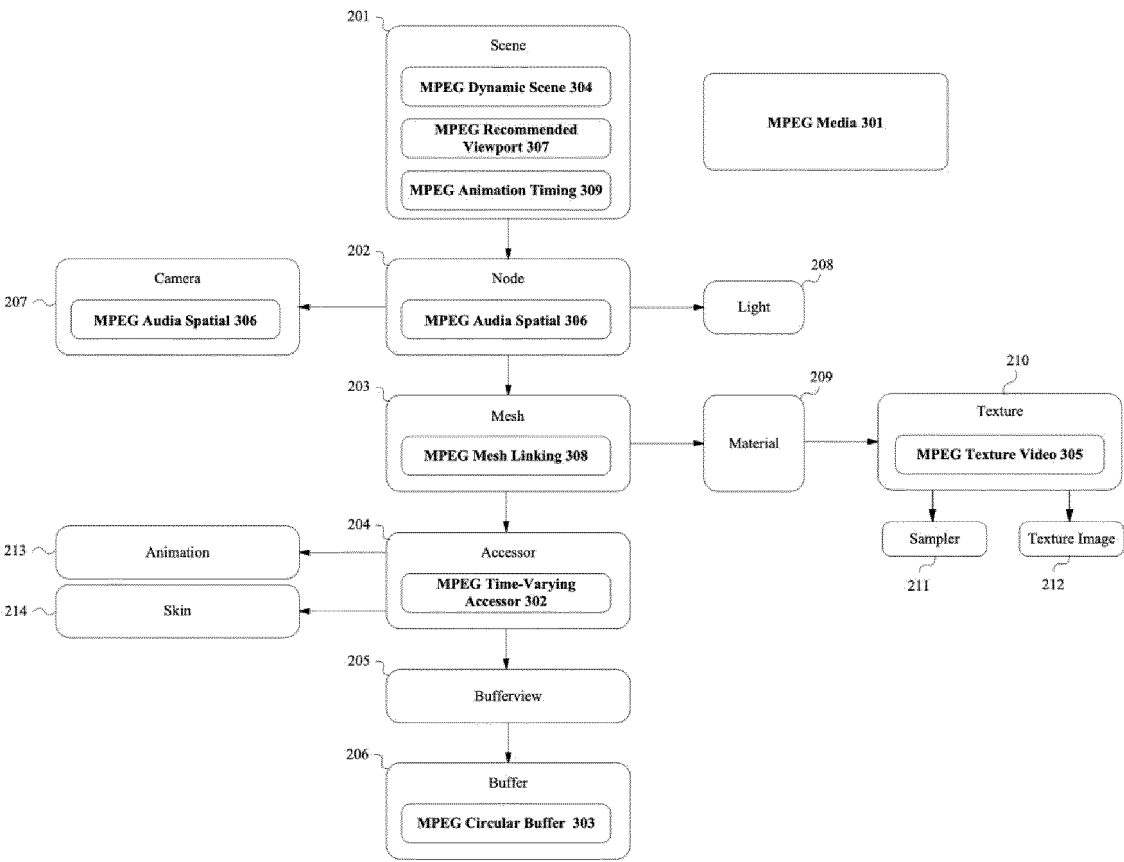 201
Scene
MPEG Dynamic Scene 304
MPEG Recommended
Viewport 307
MPEG Animation Timing 309
MPEG Media 301
202
Node
MPEG Audia Spatial 306
207
Camera
MPEG Audia Spatial 306
208
Light
203
Mesh
MPEG Mesh Linking 308
209
Material
210
Texture
MPEG Texture Video 305
Sampler
211
Texture Image
212
204
Accessor
MPEG Time-Varying
Accessor 302
213
Animation
214
Skin
205
Bufferview
206
Buffer
MPEG Circular Buffer 303